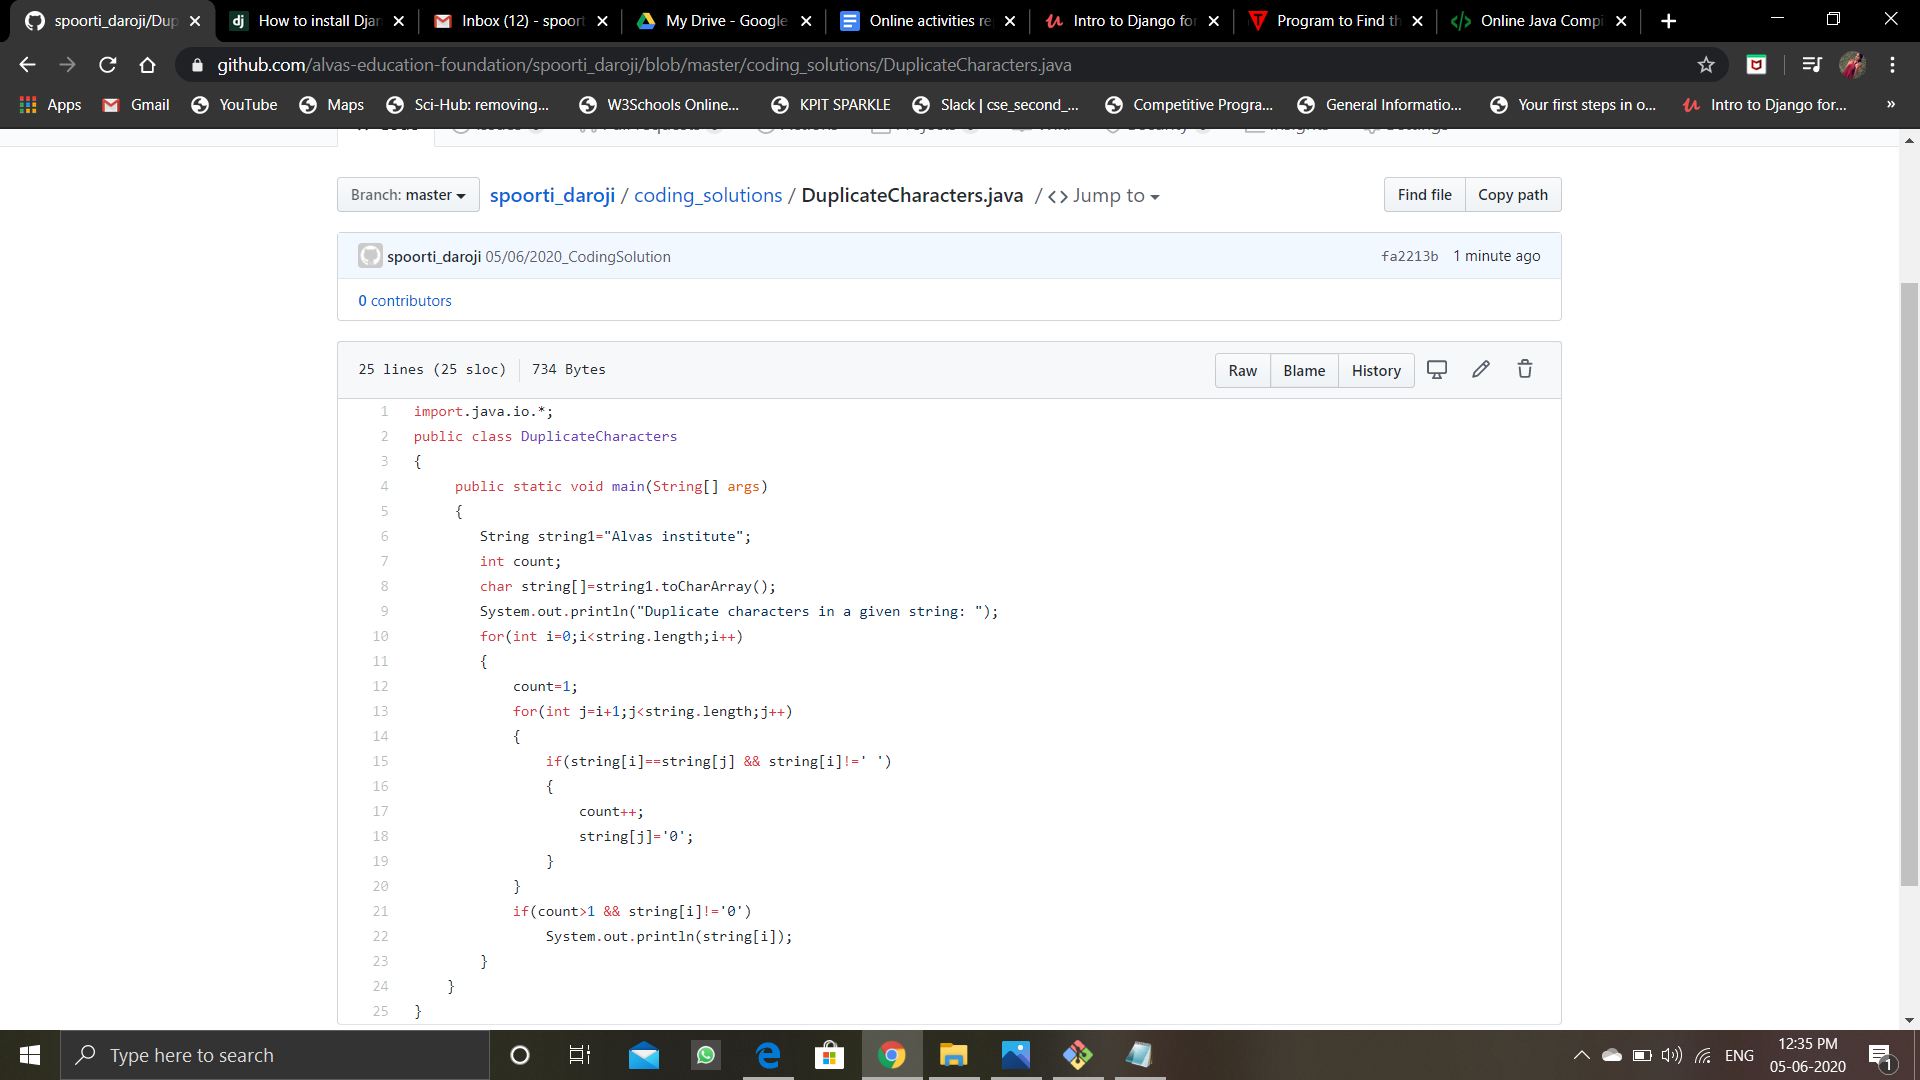 spoorti_daroji/Dup
How to install Djan
Inbox (12) - spoort
My Drive - Google
Online activities re
Intro to Django fo
Program to Find th
Online Java Compi
github.com/alvas-education-foundation/spoorti_daroji/blob/master/coding_solutions/DuplicateCharacters.java
Apps Gmail YouTube Maps Sci-Hub: removing... W3Schools Online... KPIT SPARKLE Slack | cse_second_... Competitive Progra... General Informatio... Your first steps in o... Intro to Django for... »
Branch: master spoorti_daroji / coding_solutions / DuplicateCharacters.java / <> Jump to Find file Copy path
spoorti_daroji 05/06/2020_CodingSolution fa2213b 1 minute ago
0 contributors
25 lines (25 sloc) 734 Bytes Raw Blame History
1 import.java.io.*;
2 public class DuplicateCharacters
3 {
4 public static void main(String[] args)
5 {
6 String string1="Alvas institute";
7 int count;
8 char string[]=string1.toCharArray();
9 System.out.println("Duplicate characters in a given string: ");
10 for(int i=0;i<string.length;i++)
11 {
12 count=1;
13 for(int j=i+1;j<string.length;j++)
14 {
15 if(string[i]==string[j] && string[i]!=' ')
16 {
17 count++;
18 string[j]='0';
19 }
20 }
21 if(count>1 && string[i]!='0')
22 System.out.println(string[i]);
23 }
24 }
25 }
Type here to search
ENG
12:35 PM
05-06-2020
1